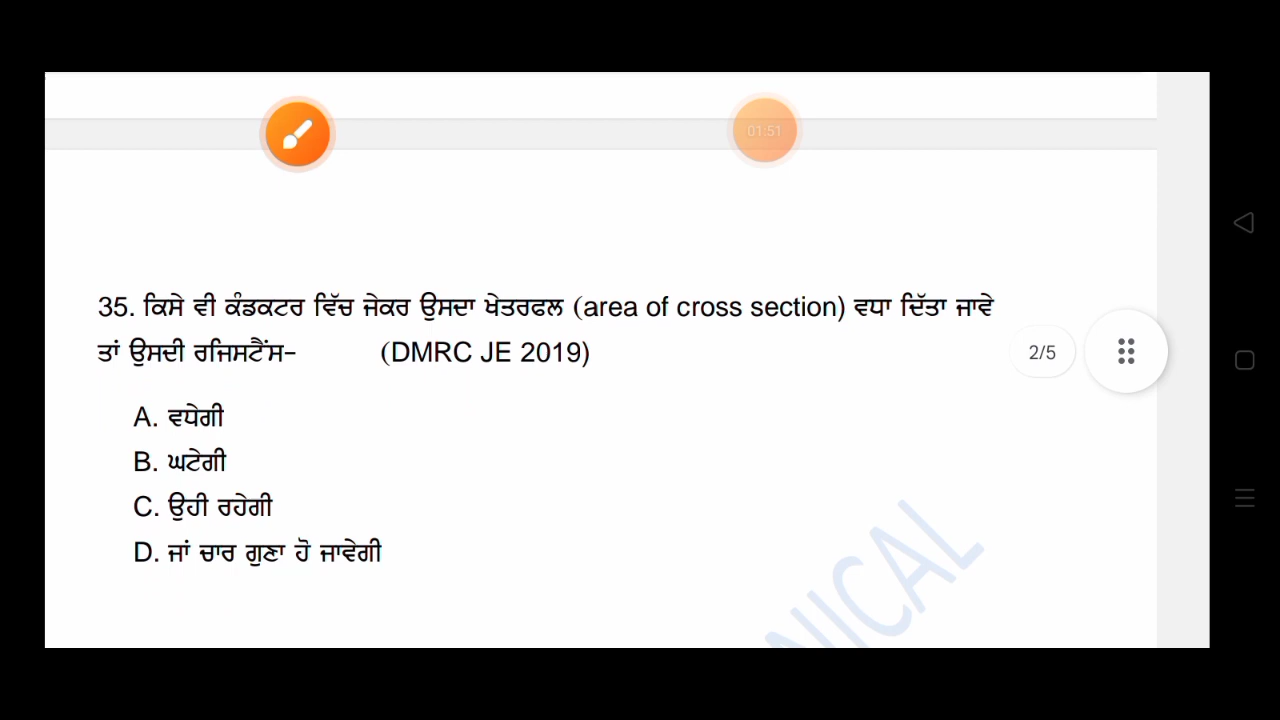 01:51
35. ਕਿਸੇ ਵੀ ਕੰਡਕਟਰ ਵਿੱਚ ਜੇਕਰ ਉਸਦਾ ਖੇਤਰਫਲ (area of cross section) ਵਧਾ ਦਿੱਤਾ ਜਾਵੇ
ਤਾਂ ਉਸਦੀ ਰਜਿਸਟੈਂਸ- (DMRC JE 2019)
2/5
A. ਵਧੇਗੀ
B. ਘਟੇਗੀ
C. ਉਹੀ ਰਹੇਗੀ
D. ਜਾਂ ਚਾਰ ਗੁਣਾ ਹੋ ਜਾਵੇਗੀ
NICAL